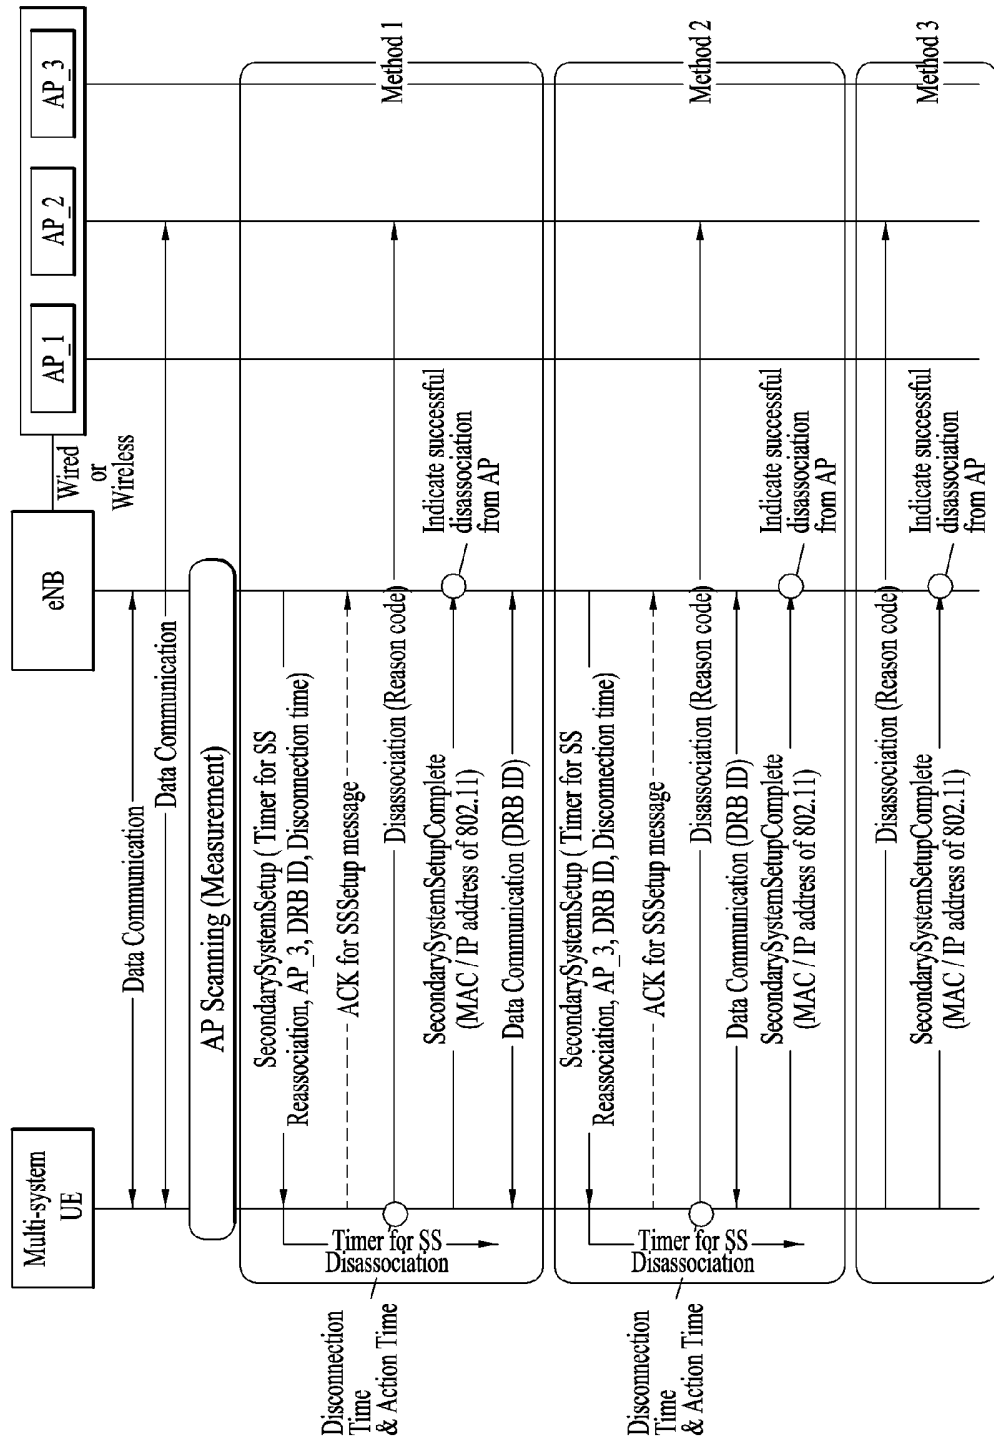 Multi-system
UE
eNB
Wired
or
Wireless
AP_1
AP_2
AP_3
Data Communication
Data Communication
AP Scanning (Measurement)
Method 1
SecondarySystemSetup ( Timer for SS
Reassociation, AP_3, DRB ID, Disconnection time)
ACK for SSSetup message
Disassociation (Reason code)
SecondarySystemSetupComplete
(MAC / IP address of 802.11)
Indicate successful
disassociation
from AP
Data Communication (DRB ID)
Timer for SS
Disassociation
Disconnection
Time
& Action Time
Method 2
SecondarySystemSetup ( Timer for SS
Reassociation, AP_3, DRB ID, Disconnection time)
ACK for SSSetup message
Disassociation (Reason code)
Data Communication (DRB ID)
SecondarySystemSetupComplete
(MAC / IP address of 802.11)
Indicate successful
disassociation
from AP
Timer for SS
Disassociation
Disconnection
Time
& Action Time
Method 3
Disassociation (Reason code)
SecondarySystemSetupComplete
(MAC / IP address of 802.11)
Indicate successful
disassociation
from AP